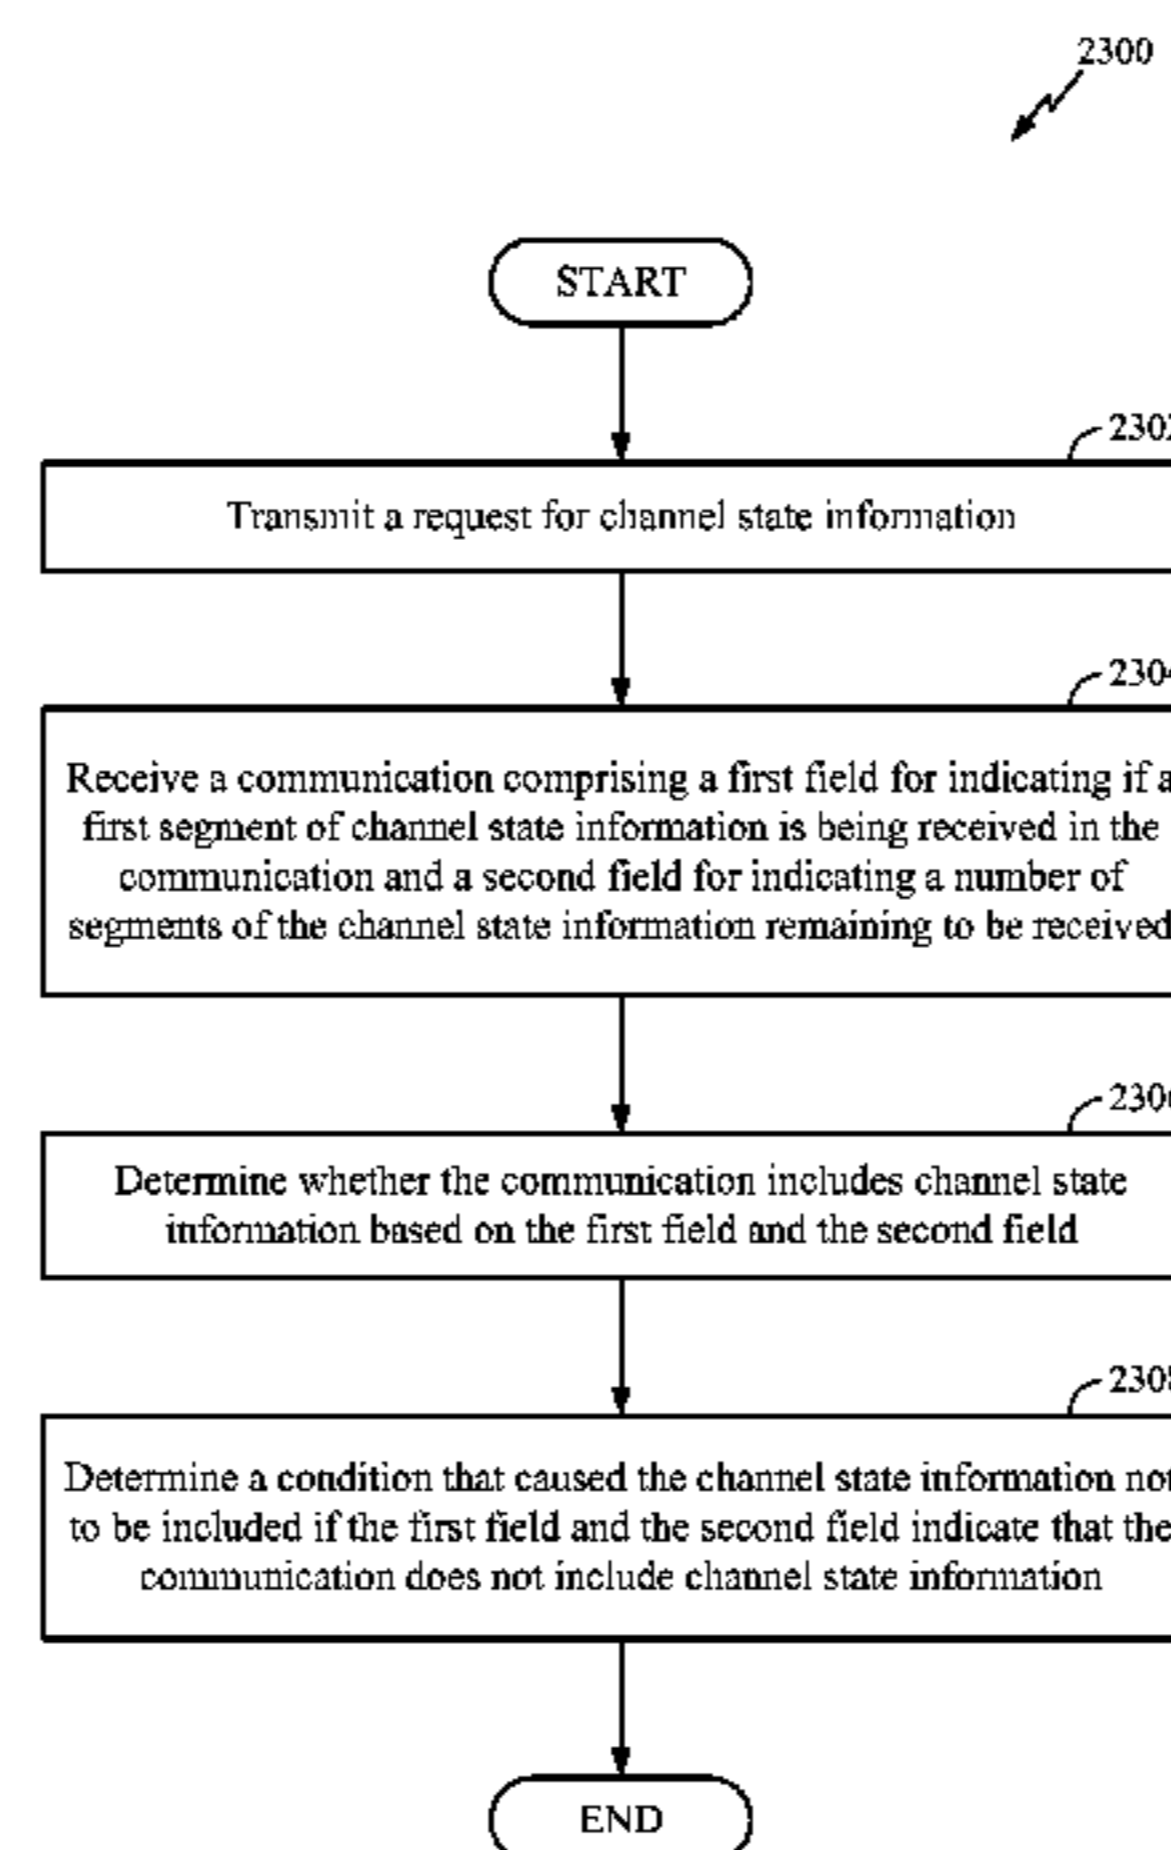 2300
START
230
Transmit a request for channel state information
230
Receive a communication comprising a first field for indicating if a
first segment of channel state information is being received in the
communication and a second field for indicating a number of
segments of the channel state information remaining to be received
230
Determine whether the communication includes channel state
information based on the first field and the second field
230
Determine a condition that caused the channel state information not
to be included if the first field and the second field indicate that the
communication does not include channel state information
END